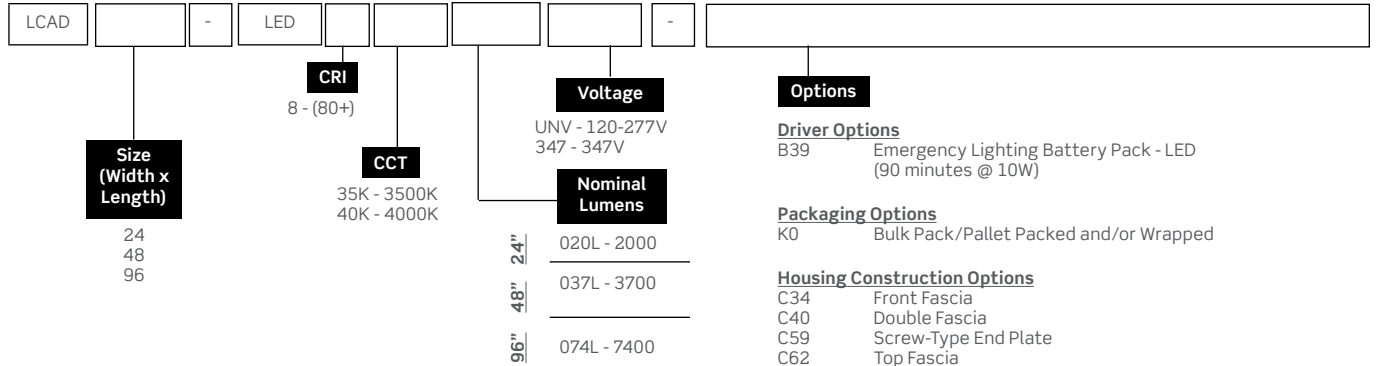 LCAD - LED -
CRI
8 - (80+)
Size
(Width x
Length)
24
48
96
CCT
35K - 3500K
40K - 4000K
Voltage
UNV - 120-277V
347 - 347V
Nominal
Lumens
24" 020L - 2000
48" 037L - 3700
96" 074L - 7400
Options
Driver Options
B39 Emergency Lighting Battery Pack - LED
(90 minutes @ 10W)
Packaging Options
K0 Bulk Pack/Pallet Packed and/or Wrapped
Housing Construction Options
C34 Front Fascia
C40 Double Fascia
C59 Screw-Type End Plate
C62 Top Fascia